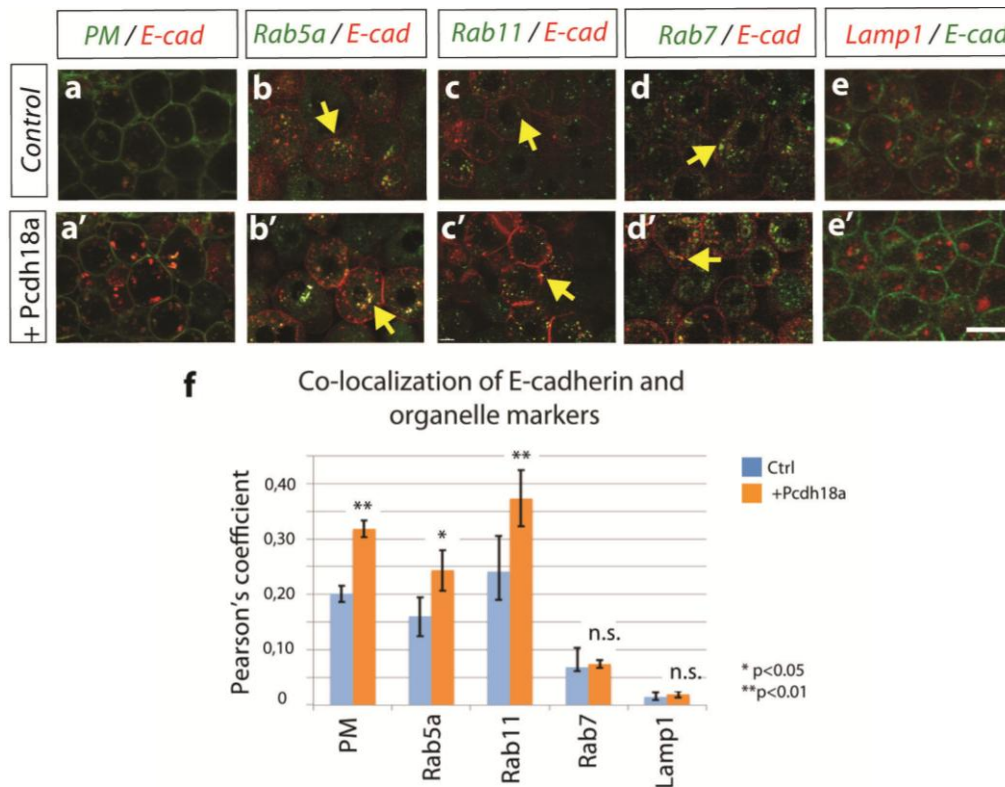 PM / E-cad
Rab5a / E-cad
Rab11 / E-cad
Rab7 / E-cad
Lamp1 / E-cad
Control
a
b
c
d
e
+ Pcdh18a
a'
b'
c'
d'
e'
f
Co-localization of E-cadherin and
organelle markers
Pearson's coefficient
0,40
0,30
0,20
0,10
0
**
*
**
n.s.
n.s.
PM
Rab5a
Rab11
Rab7
Lamp1
Ctrl
+Pcdh18a
* p<0.05
**p<0.01